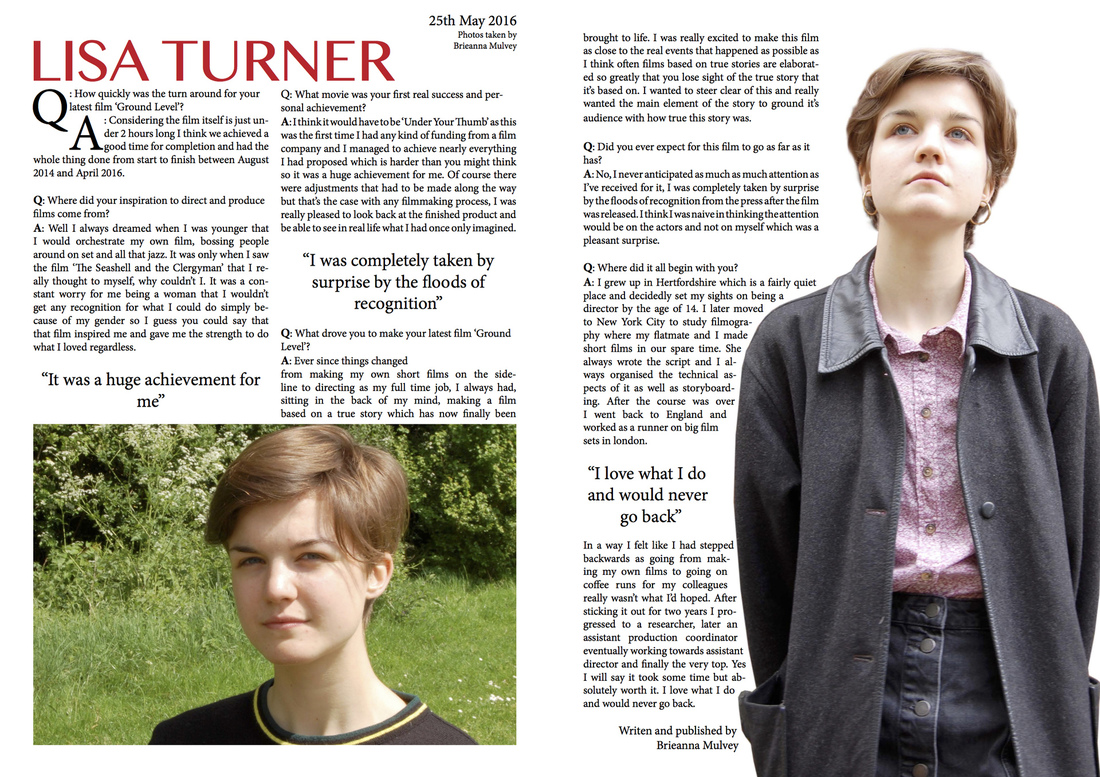 25th May 2016
Photos taken by
Brieanna Mulvey
LISA TURNER
Q: How quickly was the turn around for your
latest film ‘Ground Level’?
A: Considering the film itself is just un-
der 2 hours long I think we achieved a
good time for completion and had the
whole thing done from start to finish between August
2014 and April 2016.
Q: Where did your inspiration to direct and produce
films come from?
A: Well I always dreamed when I was younger that
I would orchestrate my own film, bossing people
around on set and all that jazz. It was only when I saw
the film ‘The Seashell and the Clergyman’ that I re-
ally thought to myself, why couldn’t I. It was a con-
stant worry for me being a woman that I wouldn’t
get any recognition for what I could do simply be-
cause of my gender so I guess you could say that
that film inspired me and gave me the strength to do
what I loved regardless.
“It was a huge achievement for
me”
Q: What movie was your first real success and per-
sonal achievement?
A: I think it would have to be ‘Under Your Thumb’ as this
was the first time I had any kind of funding from a film
company and I managed to achieve nearly everything
I had proposed which is harder than you might think
so it was a huge achievement for me. Of course there
were adjustments that had to be made along the way
but that’s the case with any filmmaking process, I was
really pleased to look back at the finished product and
be able to see in real life what I had once only imagined.
“I was completely taken by
surprise by the floods of
recognition”
Q: What drove you to make your latest film ‘Ground
Level’?
A: Ever since things changed
from making my own short films on the side-
line to directing as my full time job, I always had,
sitting in the back of my mind, making a film
based on a true story which has now finally been
brought to life. I was really excited to make this film
as close to the real events that happened as possible as
I think often films based on true stories are elaborat-
ed so greatly that you lose sight of the true story that
it’s based on. I wanted to steer clear of this and really
wanted the main element of the story to ground it’s
audience with how true this story was.
Q: Did you ever expect for this film to go as far as it
has?
A: No, I never anticipated as much as much attention as
I’ve received for it, I was completely taken by surprise
by the floods of recognition from the press after the film
was released. I think I was naive in thinking the attention
would be on the actors and not on myself which was a
pleasant surprise.
Q: Where did it all begin with you?
A: I grew up in Hertfordshire which is a fairly quiet
place and decidedly set my sights on being a
director by the age of 14. I later moved
to New York City to study filmogra-
phy where my flatmate and I made
short films in our spare time. She
always wrote the script and I al-
ways organised the technical as-
pects of it as well as storyboard-
ing. After the course was over
I went back to England and
worked as a runner on big film
sets in london.
“I love what I do
and would never
go back”
In a way I felt like I had stepped
backwards as going from mak-
ing my own films to going on
coffee runs for my colleagues
really wasn’t what I’d hoped. After
sticking it out for two years I pro-
gressed to a researcher, later an
assistant production coordinator
eventually working towards assistant
director and finally the very top. Yes
I will say it took some time but ab-
solutely worth it. I love what I do
and would never go back.
Writen and published by
Brieanna Mulvey